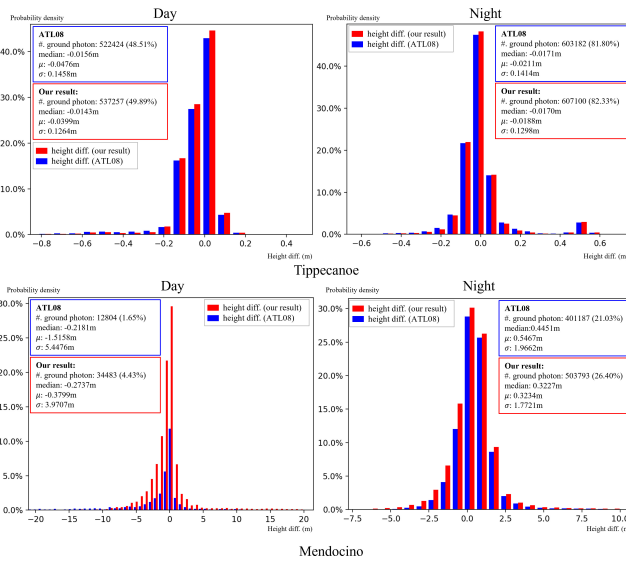 Day
Night
Probability density
Probability density
ATL08
#. ground photon: 522424 (48.51%)
median: -0.0156m
μ: -0.0476m
σ: 0.1458m
Our result:
#. ground photon: 537257 (49.89%)
median: -0.0143m
μ: -0.0399m
σ: 0.1264m
height diff. (our result)
height diff. (ATL08)
40.0%
30.0%
20.0%
10.0%
0.0%
−0.8 −0.6 −0.4 −0.2 0.0 0.2 0.4
Height diff. (m)
height diff. (our result)
height diff. (ATL08)
ATL08
#. ground photon: 603182 (81.80%)
median: -0.0171m
μ: -0.0211m
σ: 0.1414m
Our result:
#. ground photon: 607100 (82.33%)
median: -0.0170m
μ: -0.0188m
σ: 0.1298m
40.0%
30.0%
20.0%
10.0%
0.0%
−0.6 −0.4 −0.2 0.0 0.2 0.4 0.6
Height diff. (m)
Tippecanoe
Day
Night
Probability density
Probability density
ATL08
#. ground photon: 12804 (1.65%)
median: -0.2181m
μ: -1.5158m
σ: 5.4476m
Our result:
#. ground photon: 34483 (4.43%)
median: -0.2737m
μ: -0.3799m
σ: 3.9707m
height diff. (our result)
height diff. (ATL08)
30.0%
25.0%
20.0%
15.0%
10.0%
5.0%
0.0%
−20 −15 −10 −5 0 5 10 15 20
Height diff. (m)
height diff. (our result)
height diff. (ATL08)
ATL08
#. ground photon: 401187 (21.03%)
median:0.4451m
μ: 0.5467m
σ: 1.9662m
Our result:
#. ground photon: 503793 (26.40%)
median: 0.3227m
μ: 0.3234m
σ: 1.7721m
30.0%
25.0%
20.0%
15.0%
10.0%
5.0%
0.0%
−7.5 −5.0 −2.5 0.0 2.5 5.0 7.5 10.0
Height diff. (m)
Mendocino